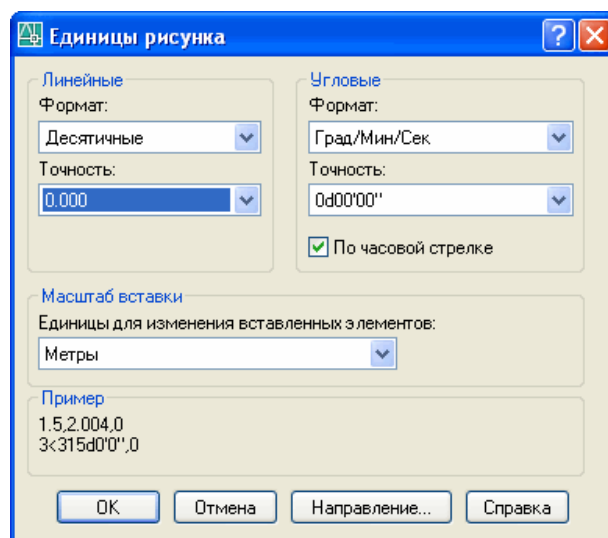 Единицы рисунка
Линейные
Формат:
Десятичные
Точность:
0.000
Угловые
Формат:
Град/Мин/Сек
Точность:
0d00'00"
По часовой стрелке
Масштаб вставки
Единицы для изменения вставленных элементов:
Метры
Пример
1.5,2.004,0
3<315d0'0",0
OK
Отмена
Направление...
Справка